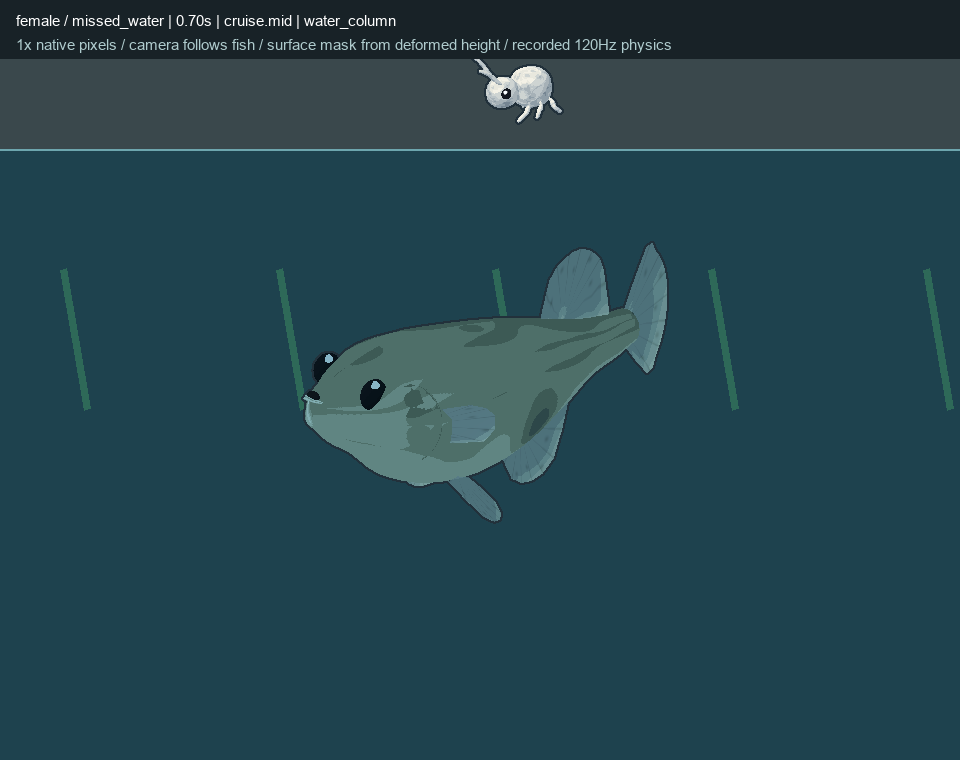 female / missed_water | 0.70s | cruise.mid | water_column
1x native pixels / camera follows fish / surface mask from deformed height / recorded 120Hz physics